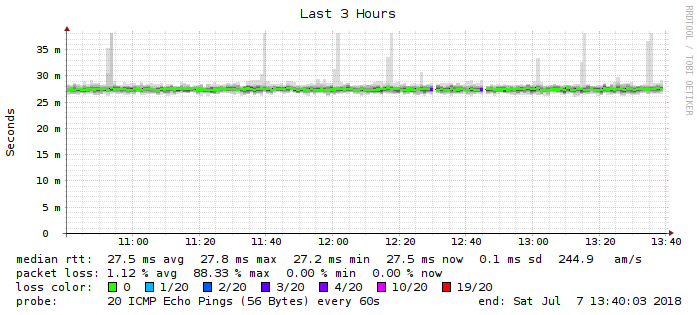 Last 3 Hours
RRDTOOL / TOBI OETIKER
Seconds
35 m
30 m
25 m
20 m
15 m
10 m
5 m
0
11:00 11:20 11:40 12:00 12:20 12:40 13:00 13:20 13:40
median rtt: 27.5 ms avg 27.8 ms max 27.2 ms min 27.5 ms now 0.1 ms sd 244.9 am/s
packet loss: 1.12 % avg 88.33 % max 0.00 % min 0.00 % now
loss color: 0 1/20 2/20 3/20 4/20 10/20 19/20
probe: 20 ICMP Echo Pings (56 Bytes) every 60s end: Sat Jul 7 13:40:03 2018